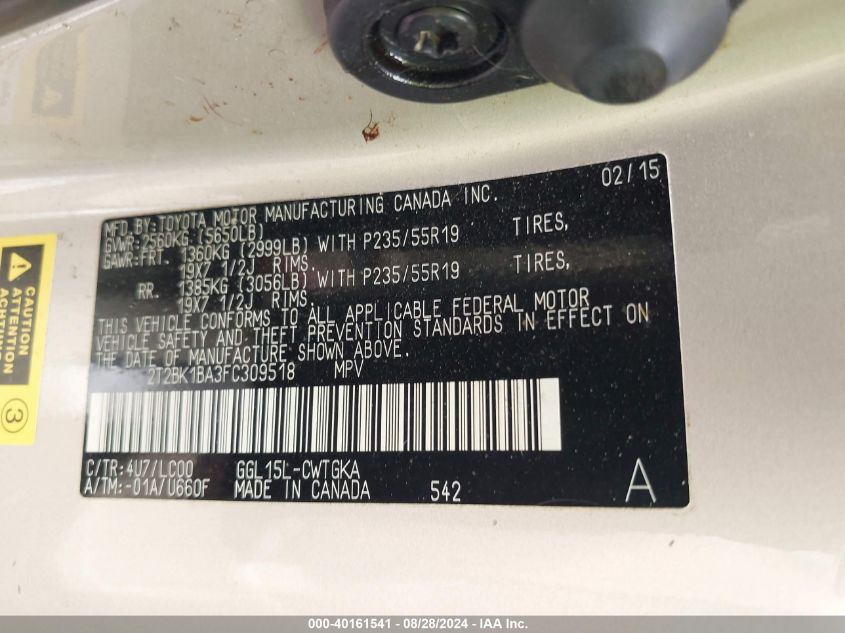 02/15
MFD.BY:TOYOTA MOTOR MANUFACTURING CANADA INC.
GVWR:2560KG (5650LB)
GAWR:FRT. 1360KG (2999LB) WITH P235/55R19 TIRES,
19X7 1/2J RIMS.
RR. 1385KG (3056LB) WITH P235/55R19 TIRES,
19X7 1/2J RIMS.
THIS VEHICLE CONFORMS TO ALL APPLICABLE FEDERAL MOTOR
VEHICLE SAFETY AND THEFT PREVENTION STANDARDS IN EFFECT ON
THE DATE OF MANUFACTURE SHOWN ABOVE.
2T2BK1BA3FC309518 MPV
C/TR:4U7/LC00 GGL15L-CWTGKA
A/TM:-01A/U660F MADE IN CANADA 542 A
CAUTION
ATTENTION
3
000-40161541 - 08/28/2024 - IAA Inc.